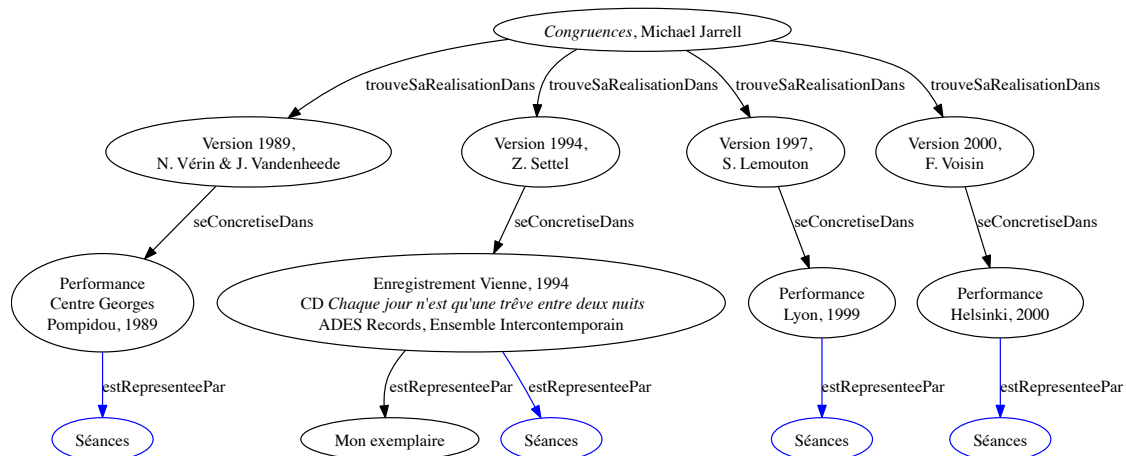 Congruences, Michael Jarrell
trouveSaRealisationDans
trouveSaRealisationDans
trouveSaRealisationDans
trouveSaRealisationDans
Version 1989,
N. Vérin & J. Vandenheede
Version 1994,
Z. Settel
Version 1997,
S. Lemouton
Version 2000,
F. Voisin
seConcretiseDans
seConcretiseDans
seConcretiseDans
seConcretiseDans
Performance
Centre Georges
Pompidou, 1989
Enregistrement Vienne, 1994
CD Chaque jour n'est qu'une trêve entre deux nuits
ADES Records, Ensemble Intercontemporain
Performance
Lyon, 1999
Performance
Helsinki, 2000
estRepresenteePar
estRepresenteePar
estRepresenteePar
estRepresenteePar
estRepresenteePar
Séances
Mon exemplaire
Séances
Séances
Séances